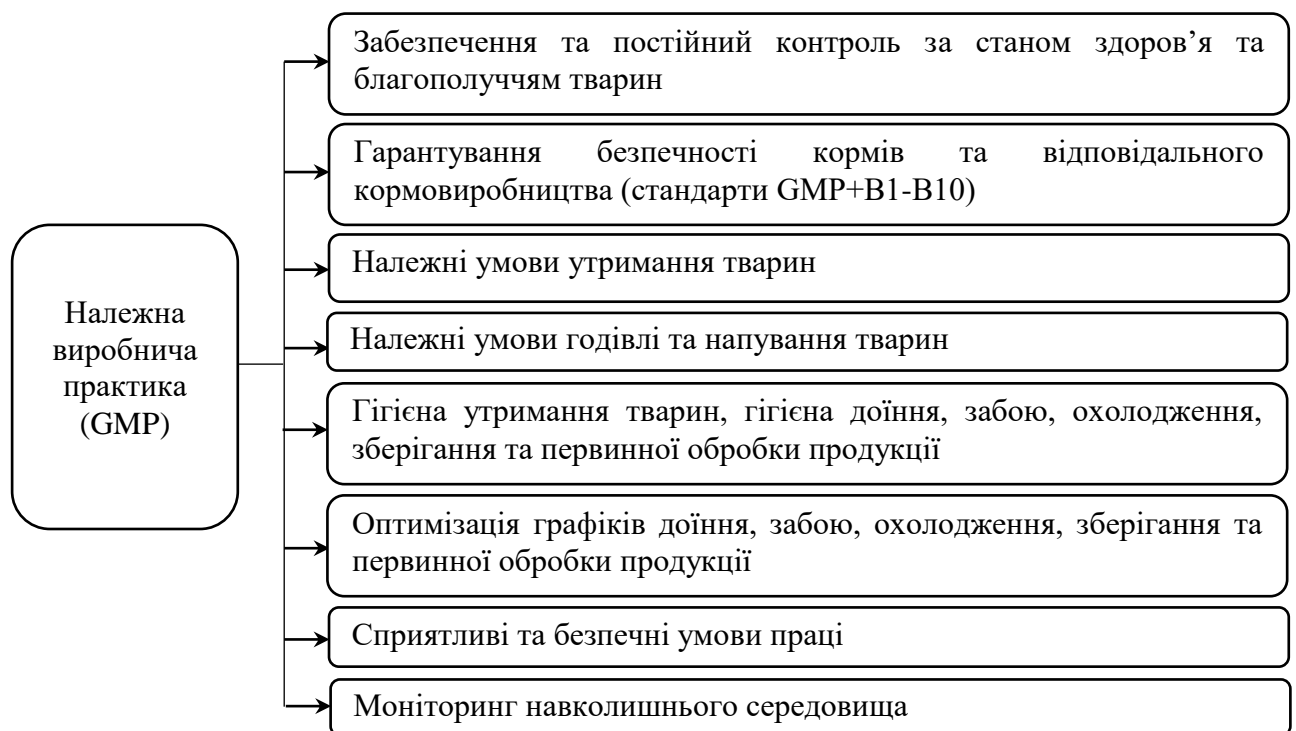 Забезпечення та постійний контроль за станом здоров’я та
благополуччям тварин
Гарантування безпечності кормів та відповідального
кормовиробництва (стандарти GMP+B1-B10)
Належна
виробнича
практика
(GMP)
Належні умови утримання тварин
Належні умови годівлі та напування тварин
Гігієна утримання тварин, гігієна доїння, забою, охолодження,
зберігання та первинної обробки продукції
Оптимізація графіків доїння, забою, охолодження, зберігання та
первинної обробки продукції
Сприятливі та безпечні умови праці
Моніторинг навколишнього середовища